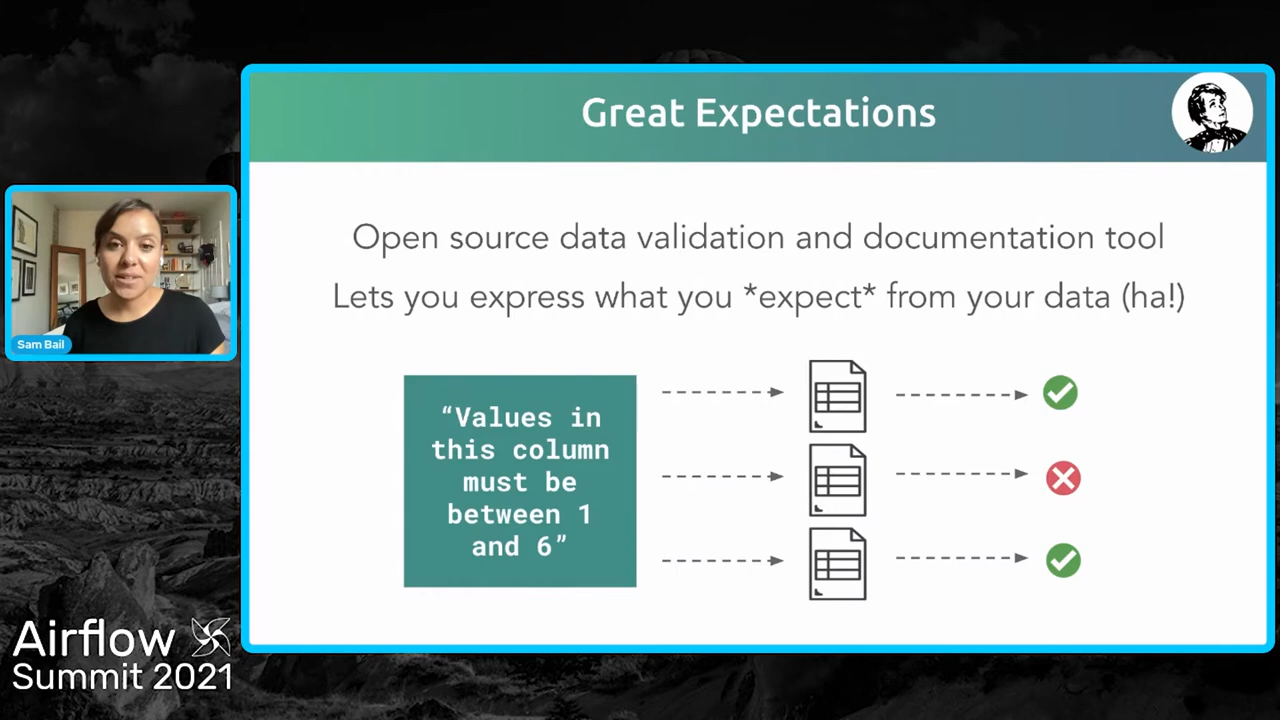 Great Expectations
Open source data validation and documentation tool
Lets you express what you *expect* from your data (ha!)
“Values in
this column
must be
between 1
and 6”
Sam Bail
Airflow
Summit 2021